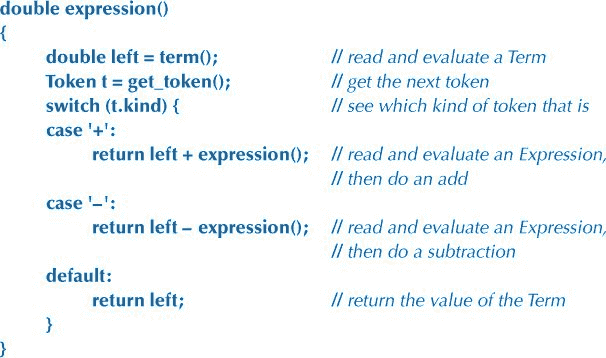 double expression()
{
double left = term(); // read and evaluate a Term
Token t = get_token(); // get the next token
switch (t.kind) { // see which kind of token that is
case '+':
return left + expression(); // read and evaluate an Expression,
// then do an add
case '–':
return left – expression(); // read and evaluate an Expression,
// then do a subtraction
default:
return left; // return the value of the Term
}
}